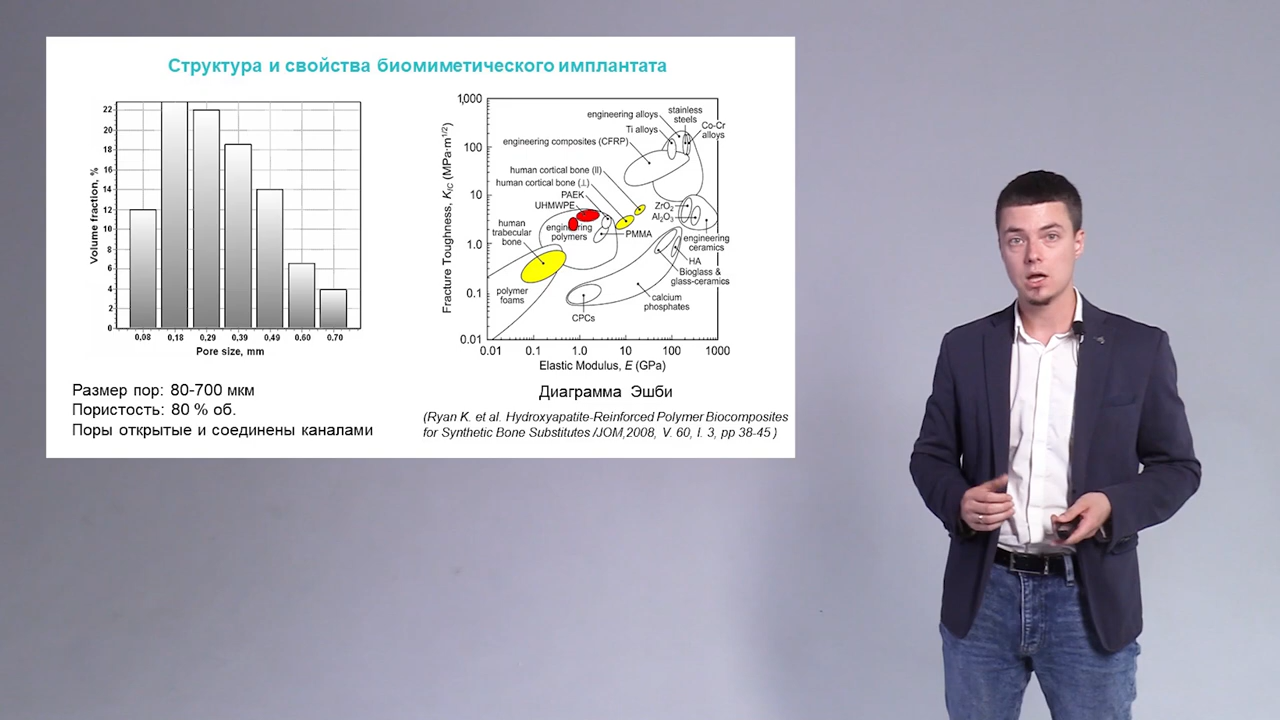 Структура и свойства биомиметического имплантата
Volume fraction, %
22
20
18
16
14
12
10
8
6
4
2
0
0,08 0,18 0,29 0,39 0,49 0,60 0,70
Pore size, mm
Размер пор: 80-700 мкм
Пористость: 80 % об.
Поры открытые и соединены каналами
Fracture Toughness, KIC (MPa·m1/2)
1,000
100
10
1.0
0.1
0.01
engineering alloys
stainless
steels
Ti alloys
Co-Cr
alloys
engineering composites (CFRP)
human cortical bone (II)
human cortical bone (⊥)
PAEK
UHMWPE
ZrO2
Al2O3
human
trabecular
bone
engineering
polymers
PMMA
engineering
ceramics
HA
Bioglass &
glass-ceramics
polymer
foams
calcium
phosphates
CPCs
0.01 0.1 1.0 10 100 1000
Elastic Modulus, E (GPa)
Диаграмма Эшби
(Ryan K. et al. Hydroxyapatite-Reinforced Polymer Biocomposites
for Synthetic Bone Substitutes /JOM,2008, V. 60, I. 3, pp 38-45 )